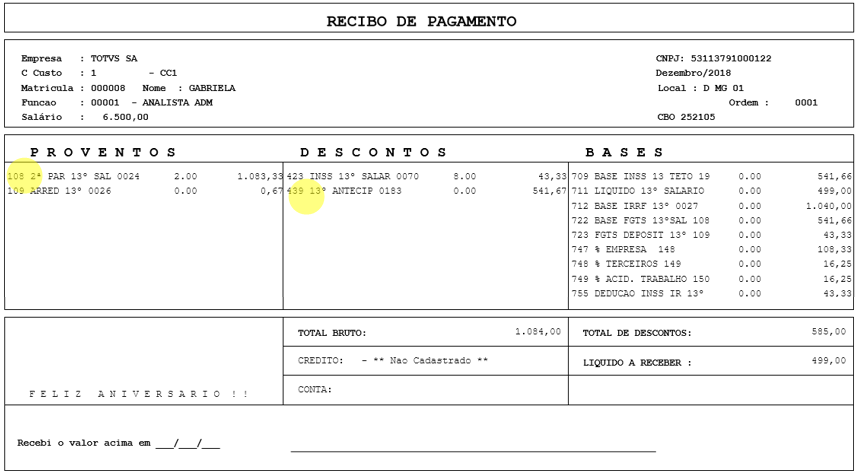 RECIBO DE PAGAMENTO
Empresa : TOTVS SA CNPJ: 53113791000122
C Custo : 1 - CC1 Dezembro/2018
Matricula : 000008 Nome : GABRIELA Local : D MG 01
Funcao : 00001 - ANALISTA ADM Ordem : 0001
Salário : 6.500,00 CBO 252105
P R O V E N T O S D E S C O N T O S B A S E S
108 2ª PAR 13º SAL 0024 2.00 1.083,33 423 INSS 13º SALAR 0070 8.00 43,33 709 BASE INSS 13 TETO 19 0.00 541,66
109 ARRED 13º 0026 0.00 0,67 439 13º ANTECIP 0183 0.00 541,67 711 LIQUIDO 13º SALARIO 0.00 499,00
712 BASE IRRF 13º 0027 0.00 1.040,00
722 BASE FGTS 13ºSAL 108 0.00 541,66
723 FGTS DEPOSIT 13º 109 0.00 43,33
747 % EMPRESA 148 0.00 108,33
748 % TERCEIROS 149 0.00 16,25
749 % ACID. TRABALHO 150 0.00 16,25
755 DEDUCAO INSS IR 13º 0.00 43,33
TOTAL BRUTO: 1.084,00 TOTAL DE DESCONTOS: 585,00
CREDITO: - ** Nao Cadastrado ** LIQUIDO A RECEBER : 499,00
F E L I Z A N I V E R S A R I O ! ! CONTA:
Recebi o valor acima em ___/___/___